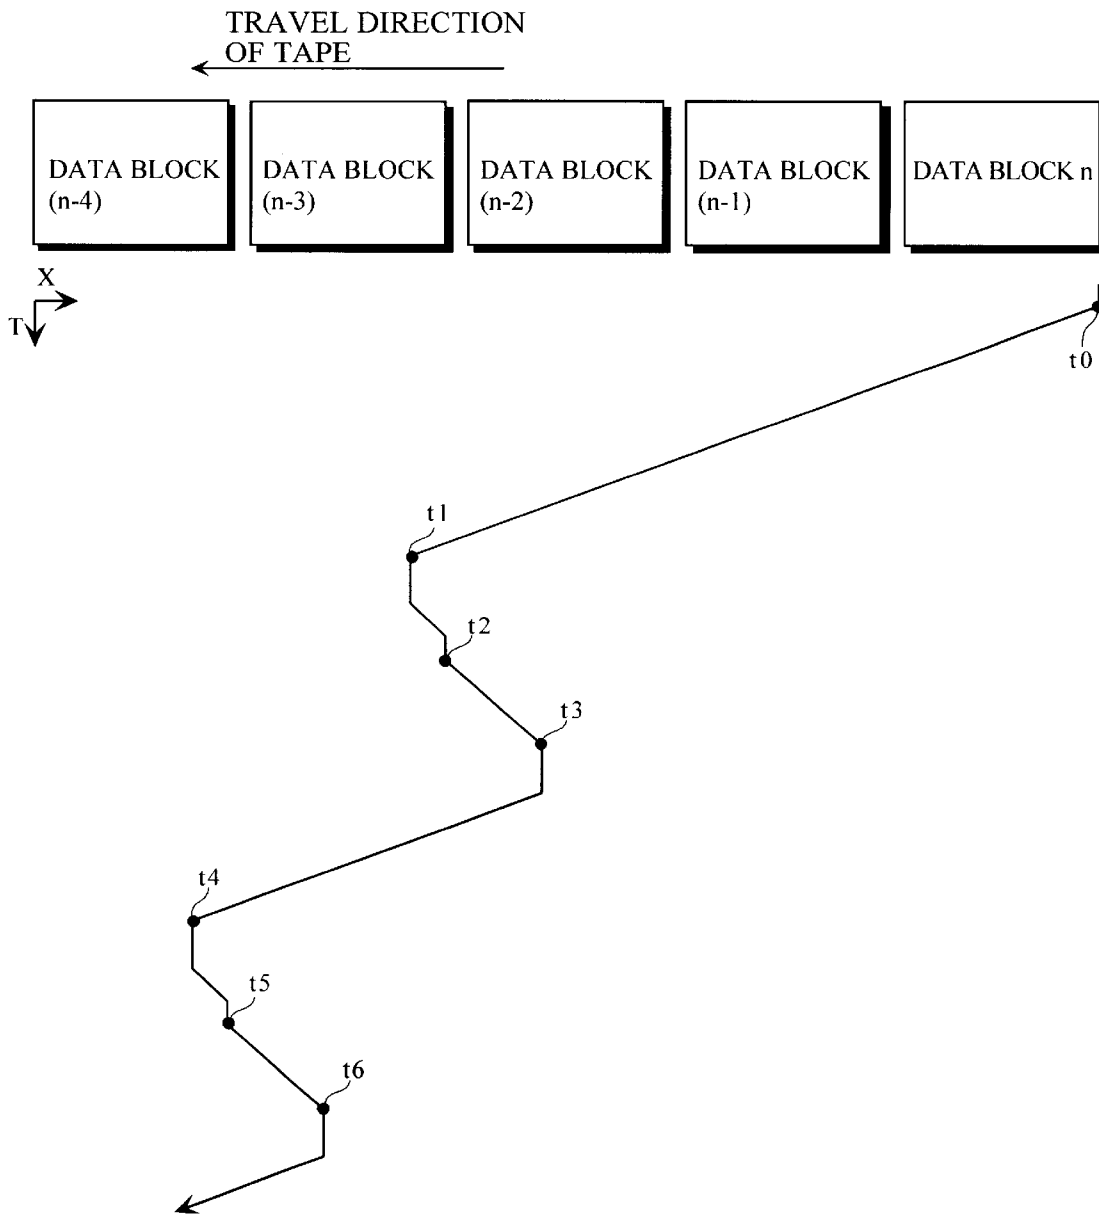 TRAVEL DIRECTION
OF TAPE
DATA BLOCK
(n-4)
DATA BLOCK
(n-3)
DATA BLOCK
(n-2)
DATA BLOCK
(n-1)
DATA BLOCK n
X
T
t0
t1
t2
t3
t4
t5
t6